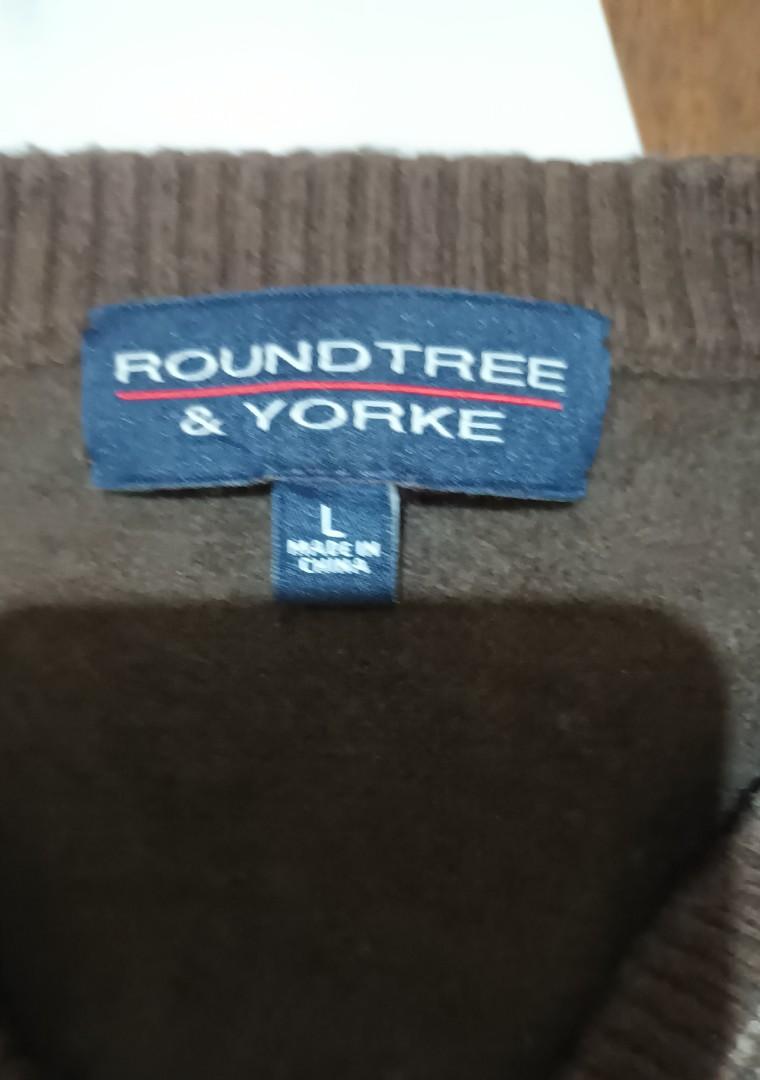 ROUNDTREE
& YORKE
L
MADE IN
CHINA